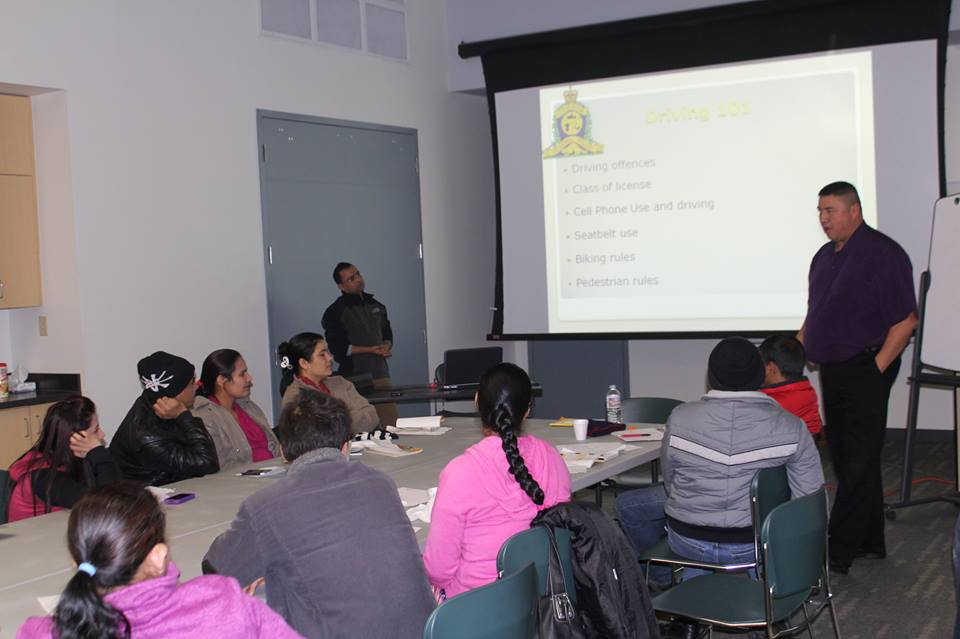 Driving 101
Driving offences
Class of license
Cell Phone Use and driving
Seatbelt use
Biking rules
Pedestrian rules